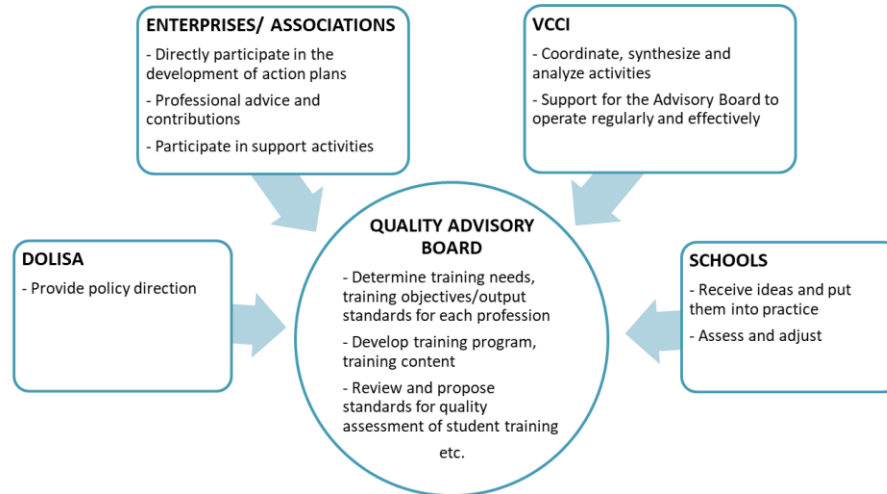 ENTERPRISES/ ASSOCIATIONS
- Directly participate in the
development of action plans
- Professional advice and
contributions
- Participate in support activities
VCCI
- Coordinate, synthesize and
analyze activities
- Support for the Advisory Board to
operate regularly and effectively
DOLISA
- Provide policy direction
QUALITY ADVISORY
BOARD
- Determine training needs,
training objectives/output
standards for each profession
- Develop training program,
training content
- Review and propose
standards for quality
assessment of student training
etc.
SCHOOLS
- Receive ideas and put
them into practice
- Assess and adjust